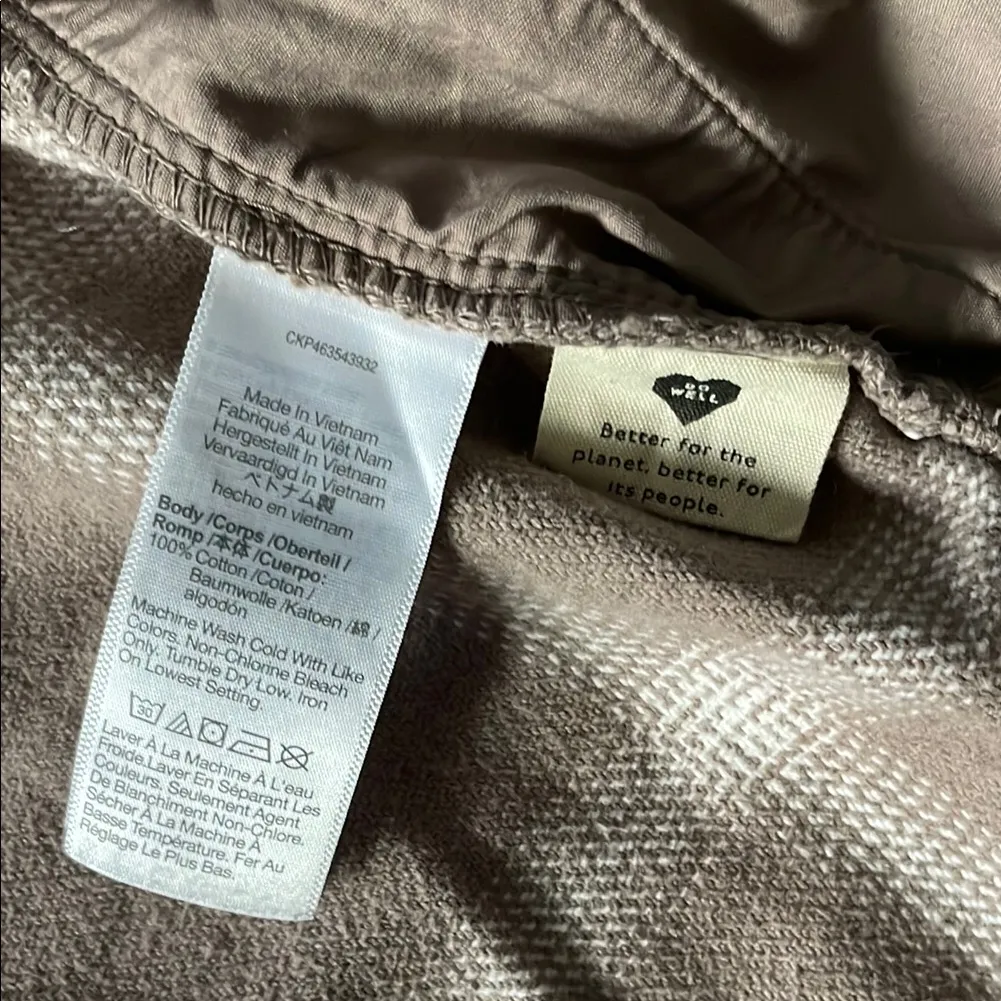 CKP463543932
Made In Vietnam
Fabriqué Au Viêt Nam
Hergestellt In Vietnam
Vervaardigd In Vietnam
ベトナム製
hecho en vietnam
Body /Corps /Oberteil /
Romp /本体 /Cuerpo:
100% Cotton /Coton /
Baumwolle /Katoen /綿 /
algodón
Machine Wash Cold With Like
Colors. Non-Chlorine Bleach
Only. Tumble Dry Low. Iron
On Lowest Setting.
30
Laver À La Machine À L'eau
Froide.Laver En Séparant Les
Couleurs. Seulement Agent
De Blanchiment Non-Chlore.
Sécher À La Machine À
Basse Température. Fer Au
Réglage Le Plus Bas.
DO
WELL
Better for the
planet, better for
its people.